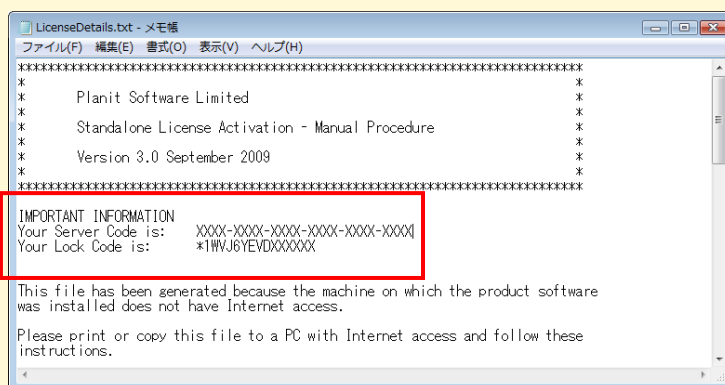 LicenseDetails.txt - メモ帳
ファイル(F) 編集(E) 書式(O) 表示(V) ヘルプ(H)
****************************************************************************
* *
* Planit Software Limited *
* *
* Standalone License Activation - Manual Procedure *
* *
* Version 3.0 September 2009 *
* *
****************************************************************************
IMPORTANT INFORMATION
Your Server Code is: XXXX-XXXX-XXXX-XXXX-XXXX-XXXX
Your Lock Code is: *1WVJ6YEVDXXXXXX
This file has been generated because the machine on which the product software
was installed does not have Internet access.
Please print or copy this file to a PC with Internet access and follow these
instructions.